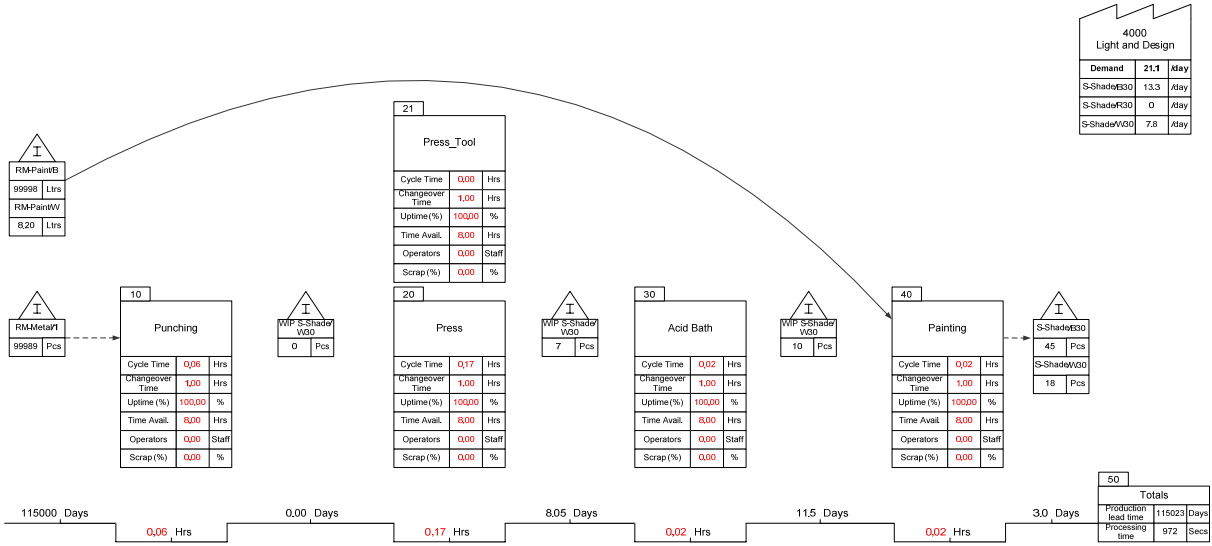 4000
Light and Design
Demand 21.1 /day
S-Shade/B30 13.3 /day
S-Shade/R30 0 /day
S-Shade/W30 7.8 /day
21
Press_Tool
Cycle Time 0,00 Hrs
Changeover Time 1,00 Hrs
Uptime(%) 100,00 %
Time Avail. 8,00 Hrs
Operators 0,00 Staff
Scrap (%) 0,00 %
I
RM-Paint/B
99998 Ltrs
RM-Paint/W
8,20 Ltrs
I
RM-Metal/1
99989 Pcs
10
Punching
Cycle Time 0,06 Hrs
Changeover Time 1,00 Hrs
Uptime(%) 100,00 %
Time Avail. 8,00 Hrs
Operators 0,00 Staff
Scrap (%) 0,00 %
I
WIP S-Shade/
W30
0 Pcs
20
Press
Cycle Time 0,17 Hrs
Changeover Time 1,00 Hrs
Uptime(%) 100,00 %
Time Avail. 8,00 Hrs
Operators 0,00 Staff
Scrap (%) 0,00 %
I
WIP S-Shade/
W30
7 Pcs
30
Acid Bath
Cycle Time 0,02 Hrs
Changeover Time 1,00 Hrs
Uptime(%) 100,00 %
Time Avail. 8,00 Hrs
Operators 0,00 Staff
Scrap (%) 0,00 %
I
WIP S-Shade/
W30
10 Pcs
40
Painting
Cycle Time 0,02 Hrs
Changeover Time 1,00 Hrs
Uptime(%) 100,00 %
Time Avail. 8,00 Hrs
Operators 0,00 Staff
Scrap (%) 0,00 %
I
S-Shade/B30
45 Pcs
S-Shade/W30
18 Pcs
115000 Days
0,06 Hrs
0.00 Days
0,17 Hrs
8.05 Days
0,02 Hrs
11.5 Days
0,02 Hrs
3.0 Days
50
Totals
Production lead time 115023 Days
Processing time 972 Secs